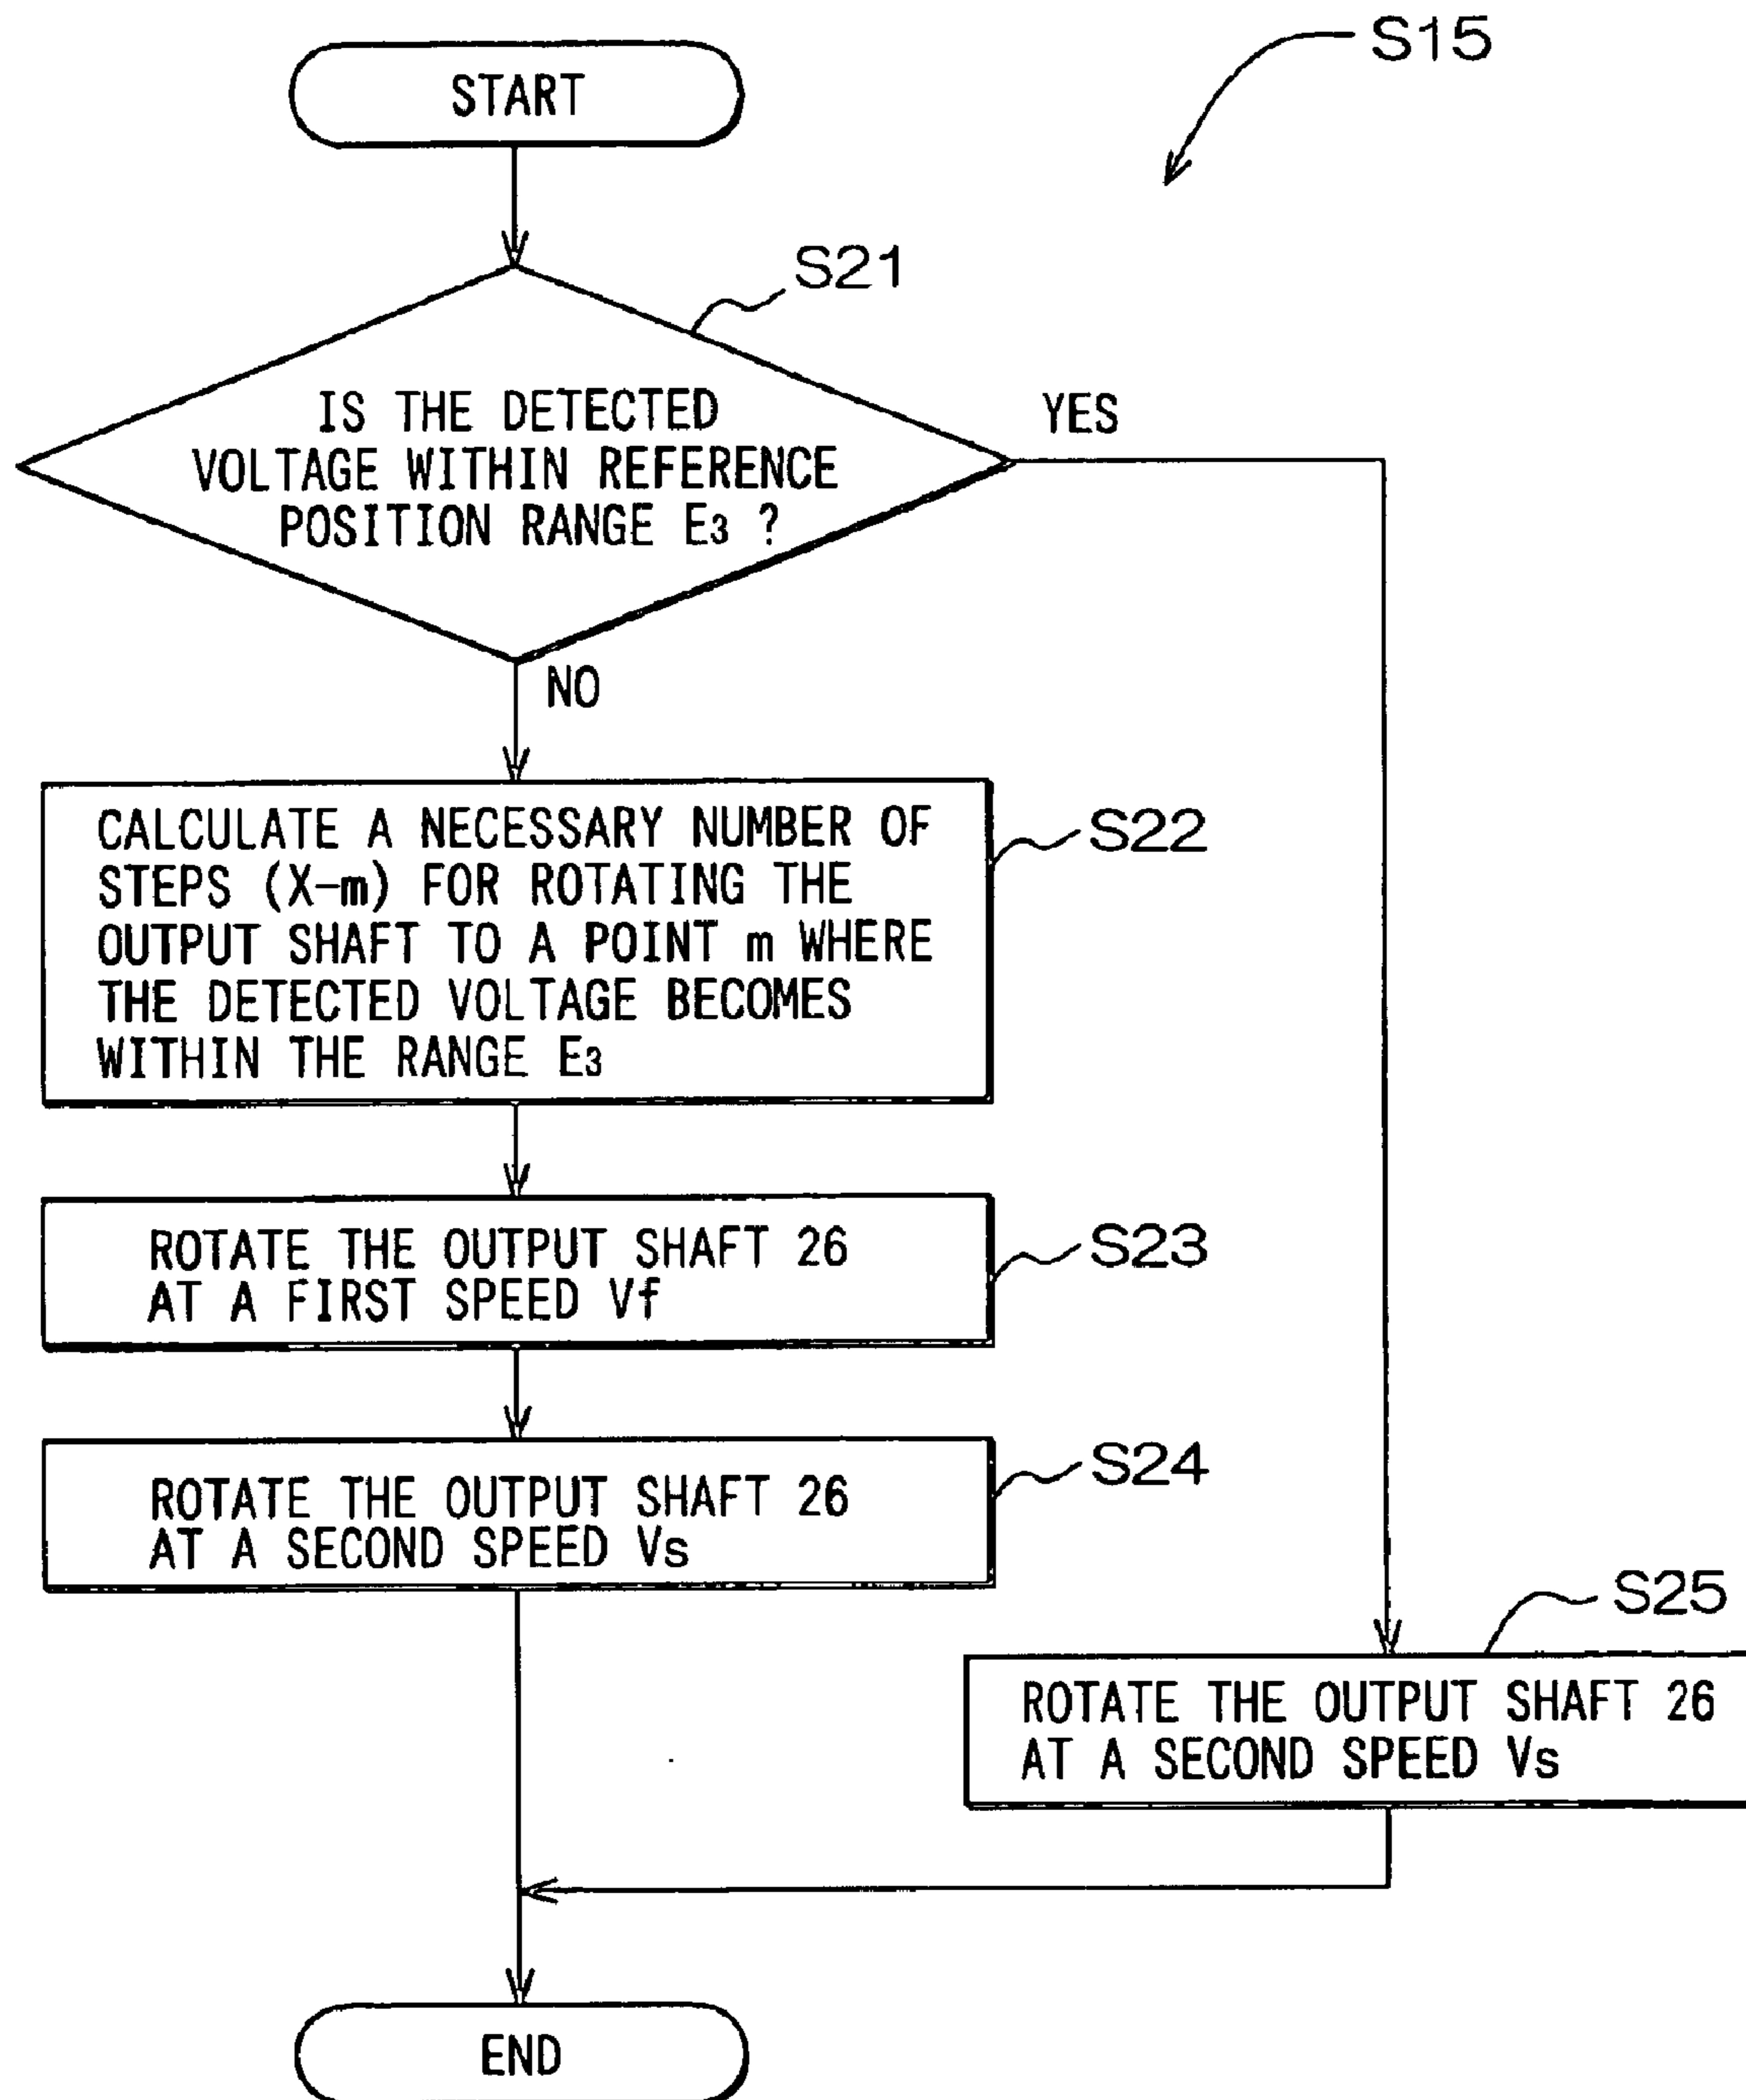 S15
START
S21
IS THE DETECTED
VOLTAGE WITHIN REFERENCE
POSITION RANGE E₃ ?
YES
NO
CALCULATE A NECESSARY NUMBER OF
STEPS (X-m) FOR ROTATING THE
OUTPUT SHAFT TO A POINT m WHERE
THE DETECTED VOLTAGE BECOMES
WITHIN THE RANGE E₃
S22
ROTATE THE OUTPUT SHAFT 26
AT A FIRST SPEED Vf
S23
ROTATE THE OUTPUT SHAFT 26
AT A SECOND SPEED Vs
S24
S25
ROTATE THE OUTPUT SHAFT 26
AT A SECOND SPEED Vs
END